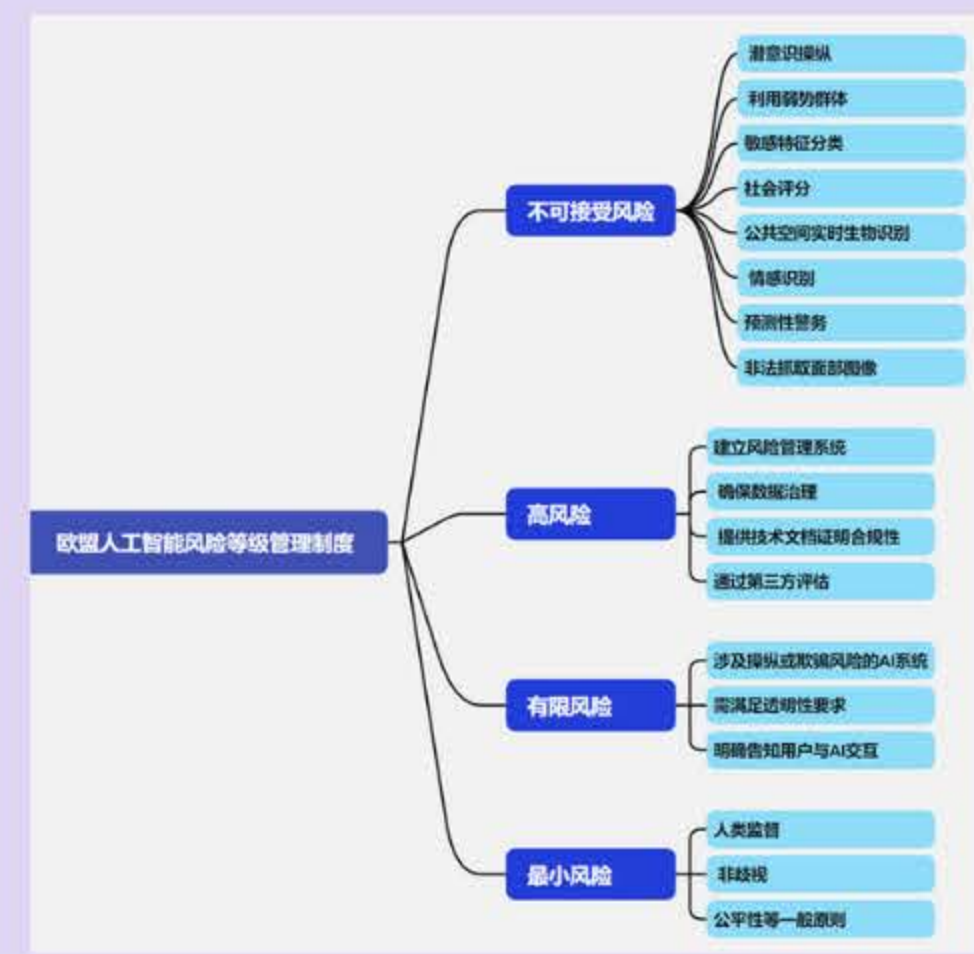 欧盟人工智能风险等级管理制度
不可接受风险
潜意识操纵
利用弱势群体
敏感特征分类
社会评分
公共空间实时生物识别
情感识别
预测性警务
非法抓取面部图像
高风险
建立风险管理系统
确保数据治理
提供技术文档证明合规性
通过第三方评估
有限风险
涉及操纵或欺骗风险的AI系统
需满足透明性要求
明确告知用户与AI交互
最小风险
人类监督
非歧视
公平性等一般原则